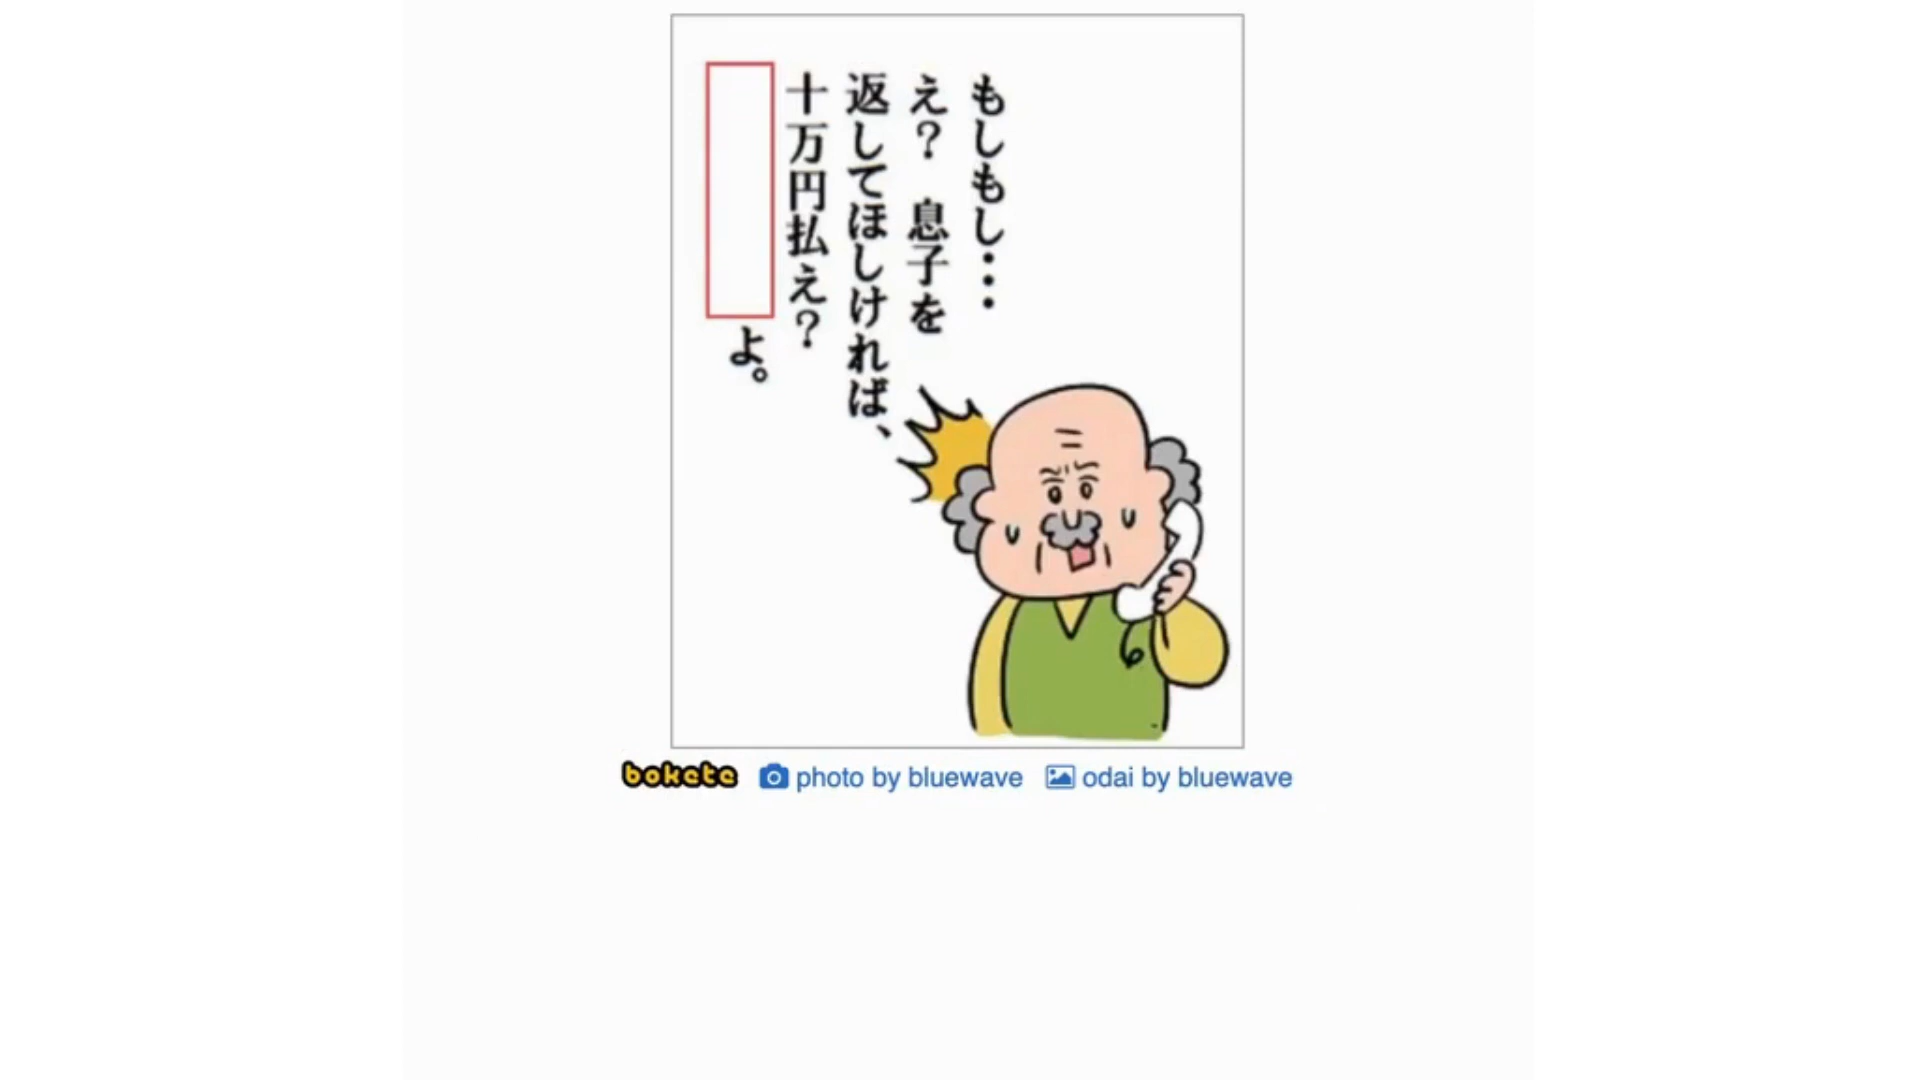 もしもし・・・
え？　息子を
返してほしければ、
十万円払え？
よ。
bokete photo by bluewave odai by bluewave